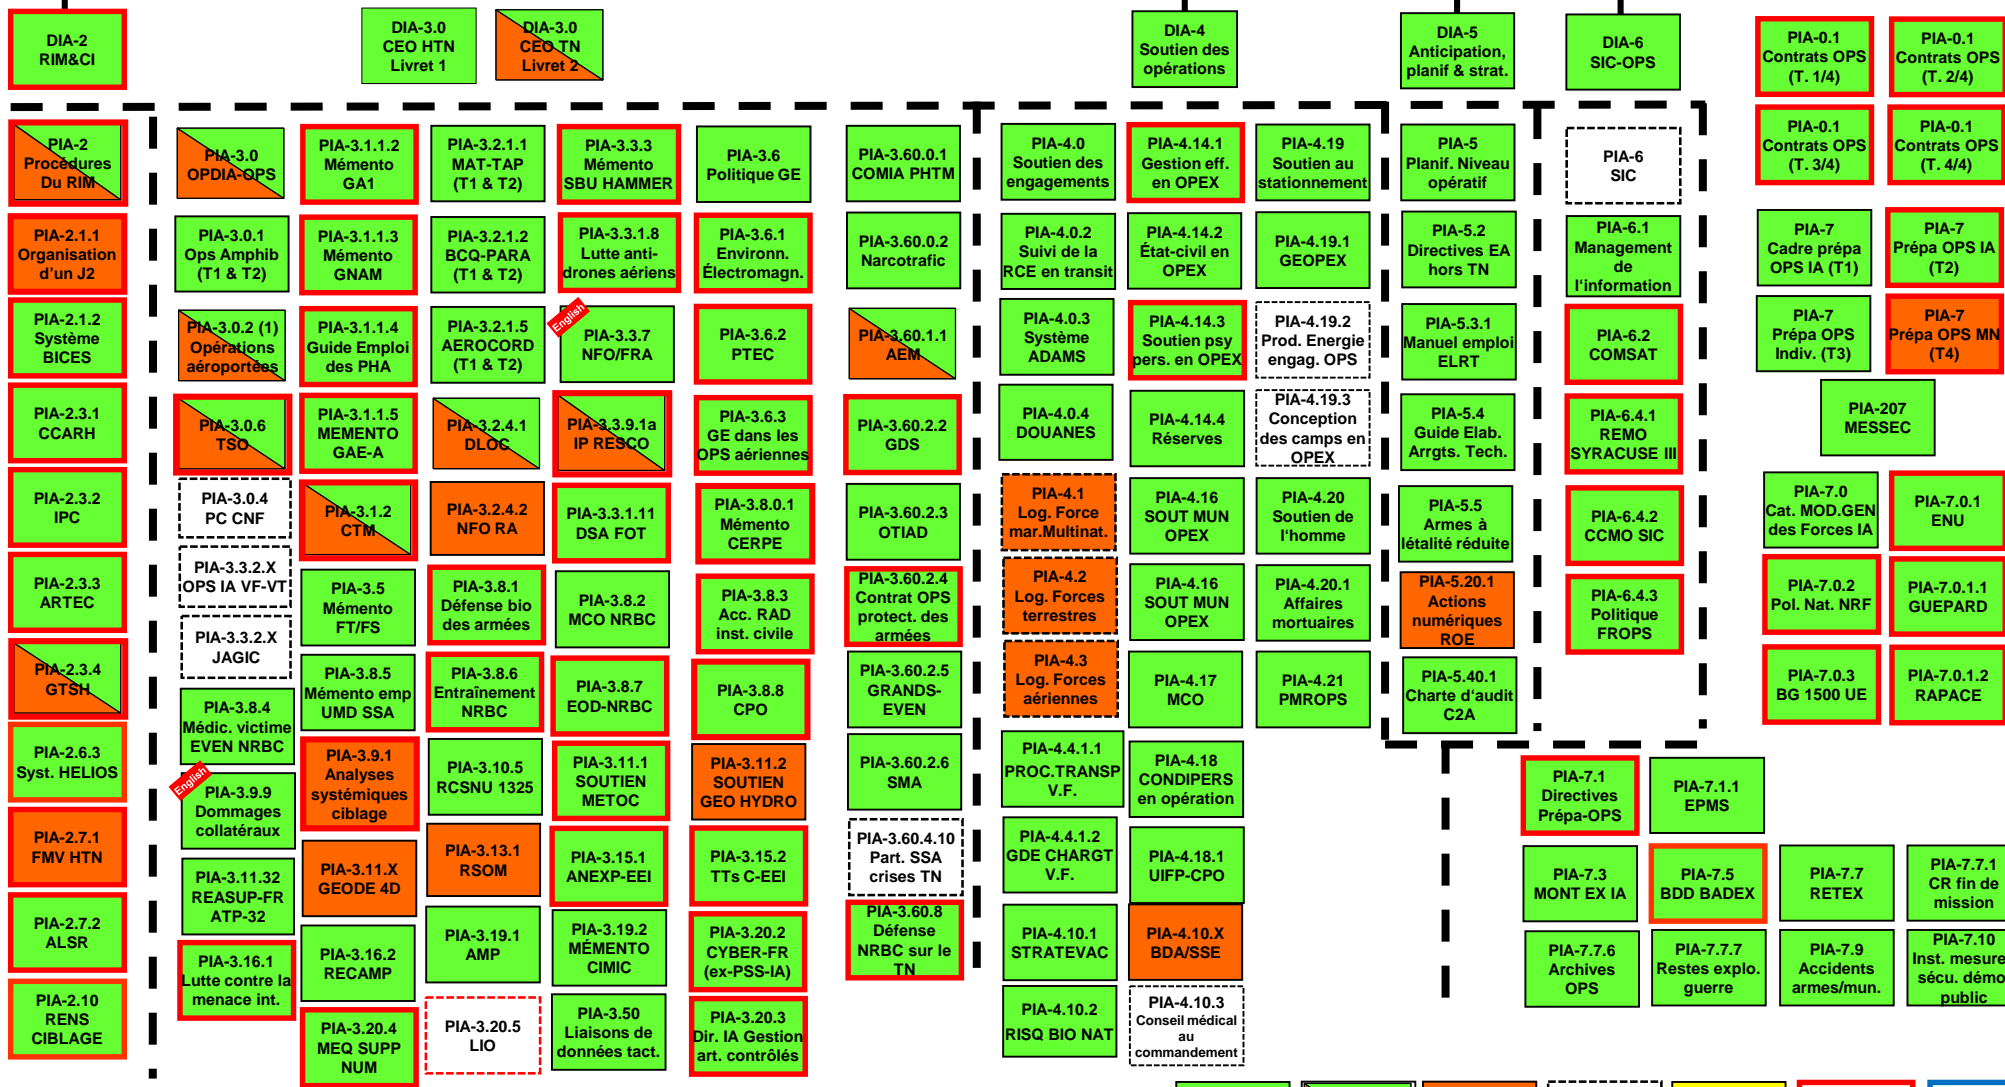 DIA-2
RIM&CI
DIA-3.0
CEO HTN
Livret 1
DIA-3.0
CEO TN
Livret 2
DIA-4
Soutien des
opérations
DIA-5
Anticipation,
planif & strat.
DIA-6
SIC-OPS
PIA-0.1
Contrats OPS
(T. 1/4)
PIA-0.1
Contrats OPS
(T. 2/4)
PIA-2
Procédures
Du RIM
PIA-3.0
OPDIA-OPS
PIA-3.1.1.2
Mémento
GA1
PIA-3.2.1.1
MAT-TAP
(T1 & T2)
PIA-3.3.3
Mémento
SBU HAMMER
PIA-3.6
Politique GE
PIA-3.60.0.1
COMIA PHTM
PIA-4.0
Soutien des
engagements
PIA-4.14.1
Gestion eff.
en OPEX
PIA-4.19
Soutien au
stationnement
PIA-5
Planif. Niveau
opératif
PIA-6
SIC
PIA-0.1
Contrats OPS
(T. 3/4)
PIA-0.1
Contrats OPS
(T. 4/4)
PIA-2.1.1
Organisation
d'un J2
PIA-3.0.1
Ops Amphib
(T1 & T2)
PIA-3.1.1.3
Mémento
GNAM
PIA-3.2.1.2
BCQ-PARA
(T1 & T2)
PIA-3.3.1.8
Lutte anti-
drones aériens
PIA-3.6.1
Environn.
Électromagn.
PIA-3.60.0.2
Narcotrafic
PIA-4.0.2
Suivi de la
RCE en transit
PIA-4.14.2
État-civil en
OPEX
PIA-4.19.1
GEOPEX
PIA-5.2
Directives EA
hors TN
PIA-6.1
Management
de
l'information
PIA-7
Cadre prépa
OPS IA (T1)
PIA-7
Prépa OPS IA
(T2)
PIA-2.1.2
Système
BICES
PIA-3.0.2 (1)
Opérations
aéroportées
PIA-3.1.1.4
Guide Emploi
des PHA
PIA-3.2.1.5
AEROCORD
(T1 & T2)
English
PIA-3.3.7
NFO/FRA
PIA-3.6.2
PTEC
PIA-3.60.1.1
AEM
PIA-4.0.3
Système
ADAMS
PIA-4.14.3
Soutien psy
pers. en OPEX
PIA-4.19.2
Prod. Energie
engag. OPS
PIA-5.3.1
Manuel emploi
ELRT
PIA-6.2
COMSAT
PIA-7
Prépa OPS
Indiv. (T3)
PIA-7
Prépa OPS MN
(T4)
PIA-2.3.1
CCARH
PIA-3.0.6
TSO
PIA-3.1.1.5
MEMENTO
GAE-A
PIA-3.2.4.1
DLOC
PIA-3.3.9.1a
IP RESCO
PIA-3.6.3
GE dans les
OPS aériennes
PIA-3.60.2.2
GDS
PIA-4.0.4
DOUANES
PIA-4.14.4
Réserves
PIA-4.19.3
Conception
des camps en
OPEX
PIA-5.4
Guide Elab.
Arrgts. Tech.
PIA-6.4.1
REMO
SYRACUSE III
PIA-207
MESSEC
PIA-2.3.2
IPC
PIA-3.0.4
PC CNF
PIA-3.1.2
CTM
PIA-3.2.4.2
NFO RA
PIA-3.3.1.11
DSA FOT
PIA-3.8.0.1
Mémento
CERPE
PIA-3.60.2.3
OTIAD
PIA-4.1
Log. Force
mar.Multinat.
PIA-4.16
SOUT MUN
OPEX
PIA-4.20
Soutien de
l'homme
PIA-5.5
Armes à
létalité réduite
PIA-6.4.2
CCMO SIC
PIA-7.0
Cat. MOD.GEN
des Forces IA
PIA-7.0.1
ENU
PIA-2.3.3
ARTEC
PIA-3.3.2.X
OPS IA VF-VT
PIA-3.5
Mémento
FT/FS
PIA-3.8.1
Défense bio
des armées
PIA-3.8.2
MCO NRBC
PIA-3.8.3
Acc. RAD
inst. civile
PIA-3.60.2.4
Contrat OPS
protect. des
armées
PIA-4.2
Log. Forces
terrestres
PIA-4.16
SOUT MUN
OPEX
PIA-4.20.1
Affaires
mortuaires
PIA-5.20.1
Actions
numériques
ROE
PIA-6.4.3
Politique
FROPS
PIA-7.0.2
Pol. Nat. NRF
PIA-7.0.1.1
GUEPARD
PIA-3.3.2.X
JAGIC
PIA-2.3.4
GTSH
PIA-3.8.4
Médic. victime
EVEN NRBC
PIA-3.8.5
Mémento emp
UMD SSA
PIA-3.8.6
Entraînement
NRBC
PIA-3.8.7
EOD-NRBC
PIA-3.8.8
CPO
PIA-3.60.2.5
GRANDS-
EVEN
PIA-4.3
Log. Forces
aériennes
PIA-4.17
MCO
PIA-4.21
PMROPS
PIA-5.40.1
Charte d'audit
C2A
PIA-7.0.3
BG 1500 UE
PIA-7.0.1.2
RAPACE
PIA-2.6.3
Syst. HELIOS
English
PIA-3.9.9
Dommages
collatéraux
PIA-3.9.1
Analyses
systémiques
ciblage
PIA-3.10.5
RCSNU 1325
PIA-3.11.1
SOUTIEN
METOC
PIA-3.11.2
SOUTIEN
GEO HYDRO
PIA-3.60.2.6
SMA
PIA-4.4.1.1
PROC.TRANSP
V.F.
PIA-4.18
CONDIPERS
en opération
PIA-7.1
Directives
Prépa-OPS
PIA-7.1.1
EPMS
PIA-2.7.1
FMV HTN
PIA-3.11.32
REASUP-FR
ATP-32
PIA-3.11.X
GEODE 4D
PIA-3.13.1
RSOM
PIA-3.15.1
ANEXP-EEI
PIA-3.15.2
TTs C-EEI
PIA-3.60.4.10
Part. SSA
crises TN
PIA-4.4.1.2
GDE CHARGT
V.F.
PIA-4.18.1
UIFP-CPO
PIA-7.3
MONT EX IA
PIA-7.5
BDD BADEX
PIA-7.7
RETEX
PIA-7.7.1
CR fin de
mission
PIA-2.7.2
ALSR
PIA-3.16.1
Lutte contre la
menace int.
PIA-3.16.2
RECAMP
PIA-3.19.1
AMP
PIA-3.19.2
MÉMENTO
CIMIC
PIA-3.20.2
CYBER-FR
(ex-PSS-IA)
PIA-3.60.8
Défense
NRBC sur le
TN
PIA-4.10.1
STRATEVAC
PIA-4.10.X
BDA/SSE
PIA-7.7.6
Archives
OPS
PIA-7.7.7
Restes explo.
guerre
PIA-7.9
Accidents
armes/mun.
PIA-7.10
Inst. mesure
sécu. démo
public
PIA-2.10
RENS
CIBLAGE
PIA-3.20.4
MEQ SUPP
NUM
PIA-3.20.5
LIO
PIA-3.50
Liaisons de
données tact.
PIA-3.20.3
Dir. IA Gestion
art. contrôlés
PIA-4.10.2
RISQ BIO NAT
PIA-4.10.3
Conseil médical
au
commandement